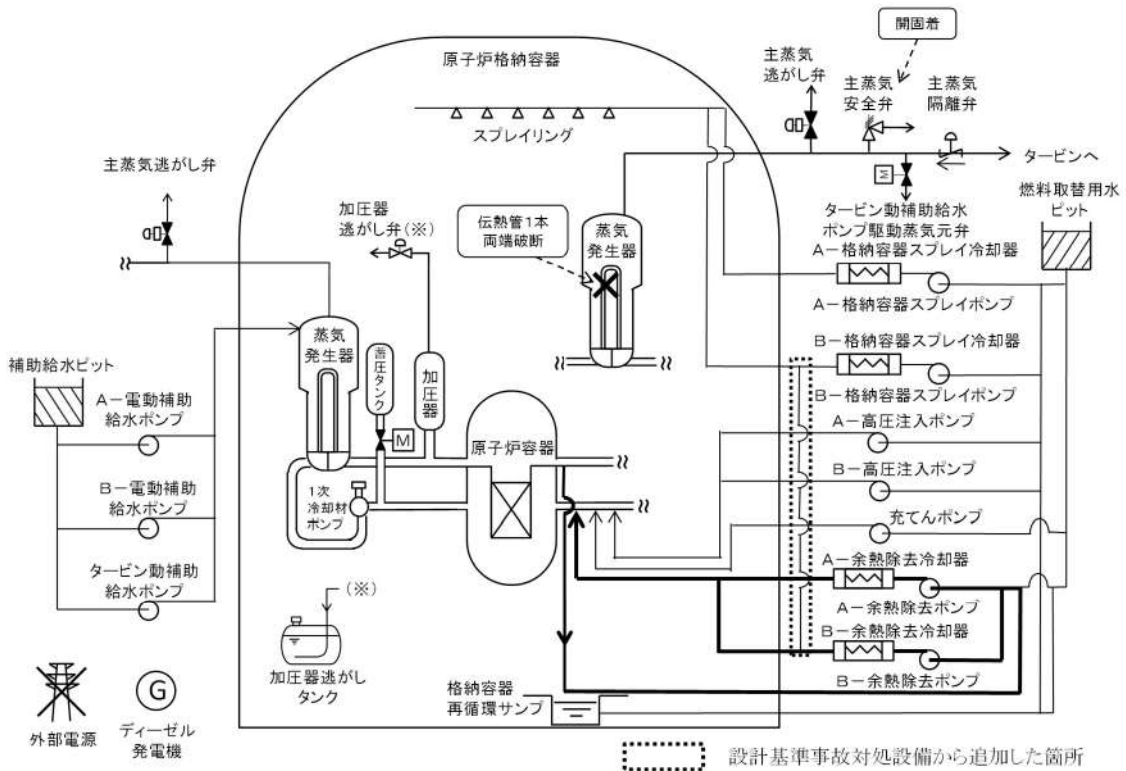 開固着
原子炉格納容器
主蒸気
逃がし弁
主蒸気
安全弁
主蒸気
隔離弁
スプレイリング
タービンへ
主蒸気逃がし弁
M
燃料取替用水
ピット
加圧器
逃がし弁(※)
伝熱管1本
両端破断
蒸気
発生器
タービン動補助給水
ポンプ駆動蒸気元弁
A-格納容器スプレイ冷却器
A-格納容器スプレイポンプ
蒸気
発生器
蓄圧タンク
加圧器
補助給水ピット
B-格納容器スプレイ冷却器
B-格納容器スプレイポンプ
A-電動補助
給水ポンプ
M
原子炉容器
A-高圧注入ポンプ
B-高圧注入ポンプ
B-電動補助
給水ポンプ
1次
冷却材
ポンプ
充てんポンプ
タービン動補助
給水ポンプ
A-余熱除去冷却器
A-余熱除去ポンプ
(※)
B-余熱除去冷却器
B-余熱除去ポンプ
加圧器逃がし
タンク
格納容器
再循環サンプ
G
外部電源
ディーゼル
発電機
設計基準事故対処設備から追加した箇所